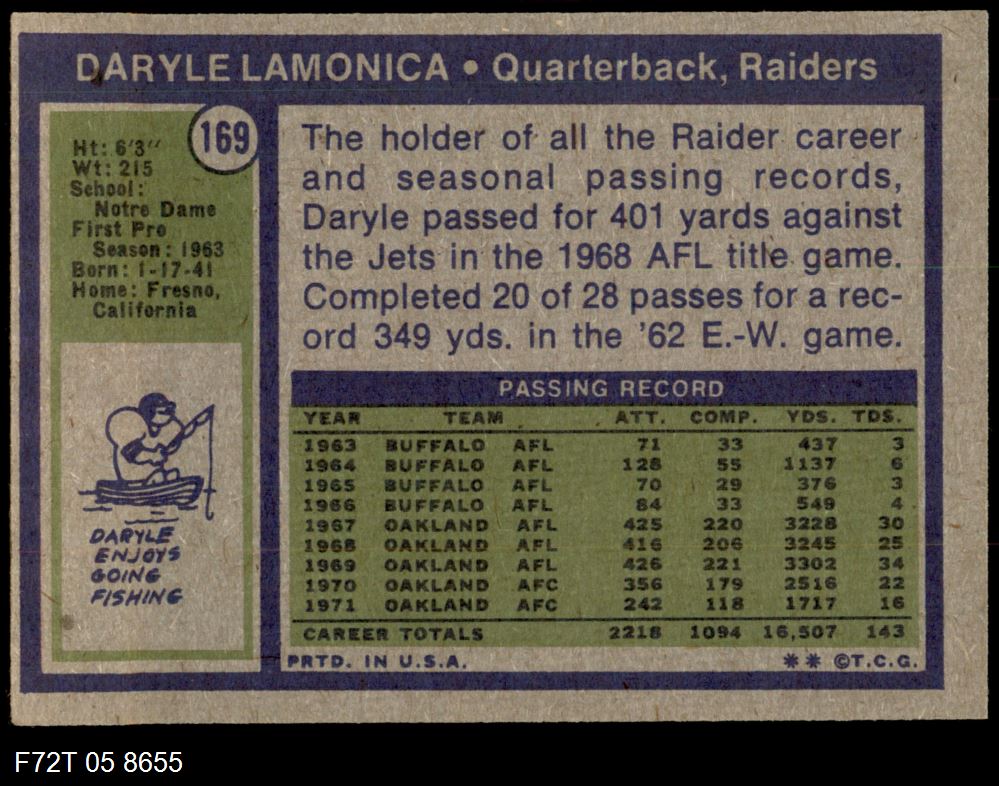 DARYLE LAMONICA • Quarterback, Raiders
169
Ht: 6'3"
Wt: 215
School:
Notre Dame
First Pro
Season: 1963
Born: 1-17-41
Home: Fresno,
California
DARYLE
ENJOYS
GOING
FISHING
The holder of all the Raider career
and seasonal passing records,
Daryle passed for 401 yards against
the Jets in the 1968 AFL title game.
Completed 20 of 28 passes for a rec-
ord 349 yds. in the '62 E.-W. game.
PASSING RECORD
YEAR TEAM ATT. COMP. YDS. TDS.
1963 BUFFALO AFL 71 33 437 3
1964 BUFFALO AFL 128 55 1137 6
1965 BUFFALO AFL 70 29 376 3
1966 BUFFALO AFL 84 33 549 4
1967 OAKLAND AFL 425 220 3228 30
1968 OAKLAND AFL 416 206 3245 25
1969 OAKLAND AFL 426 221 3302 34
1970 OAKLAND AFC 356 179 2516 22
1971 OAKLAND AFC 242 118 1717 16
CAREER TOTALS 2218 1094 16,507 143
PRTD. IN U.S.A. ** ©T.C.G.
F72T 05 8655